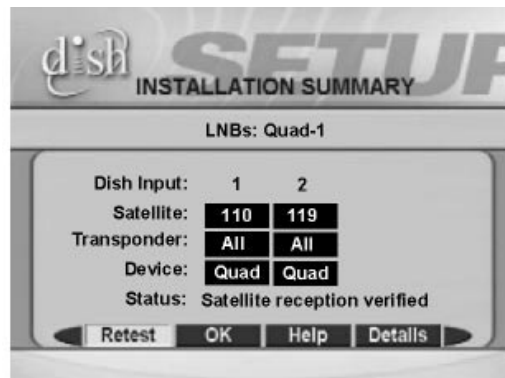 dish SETUP
INSTALLATION SUMMARY
LNBs: Quad-1
Dish Input: 1 2
Satellite: 110 119
Transponder: All All
Device: Quad Quad
Status: Satellite reception verified
Retest OK Help Details